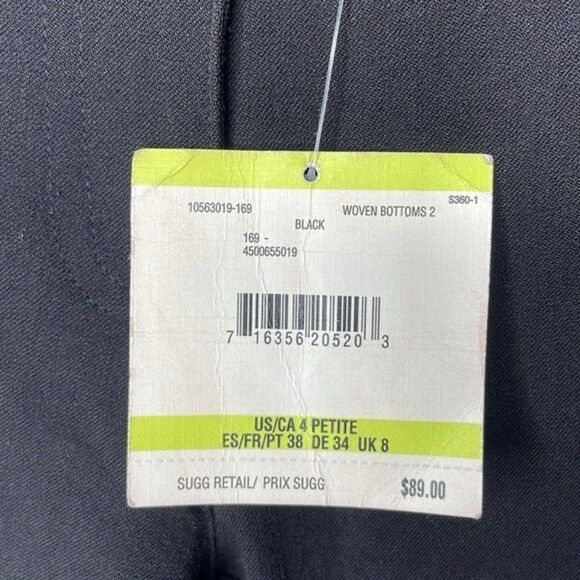 S360-1
10563019-169 WOVEN BOTTOMS 2
BLACK
169 -
4500655019
7 16356 20520 3
US/CA 4 PETITE
ES/FR/PT 38 DE 34 UK 8
SUGG RETAIL/ PRIX SUGG $89.00